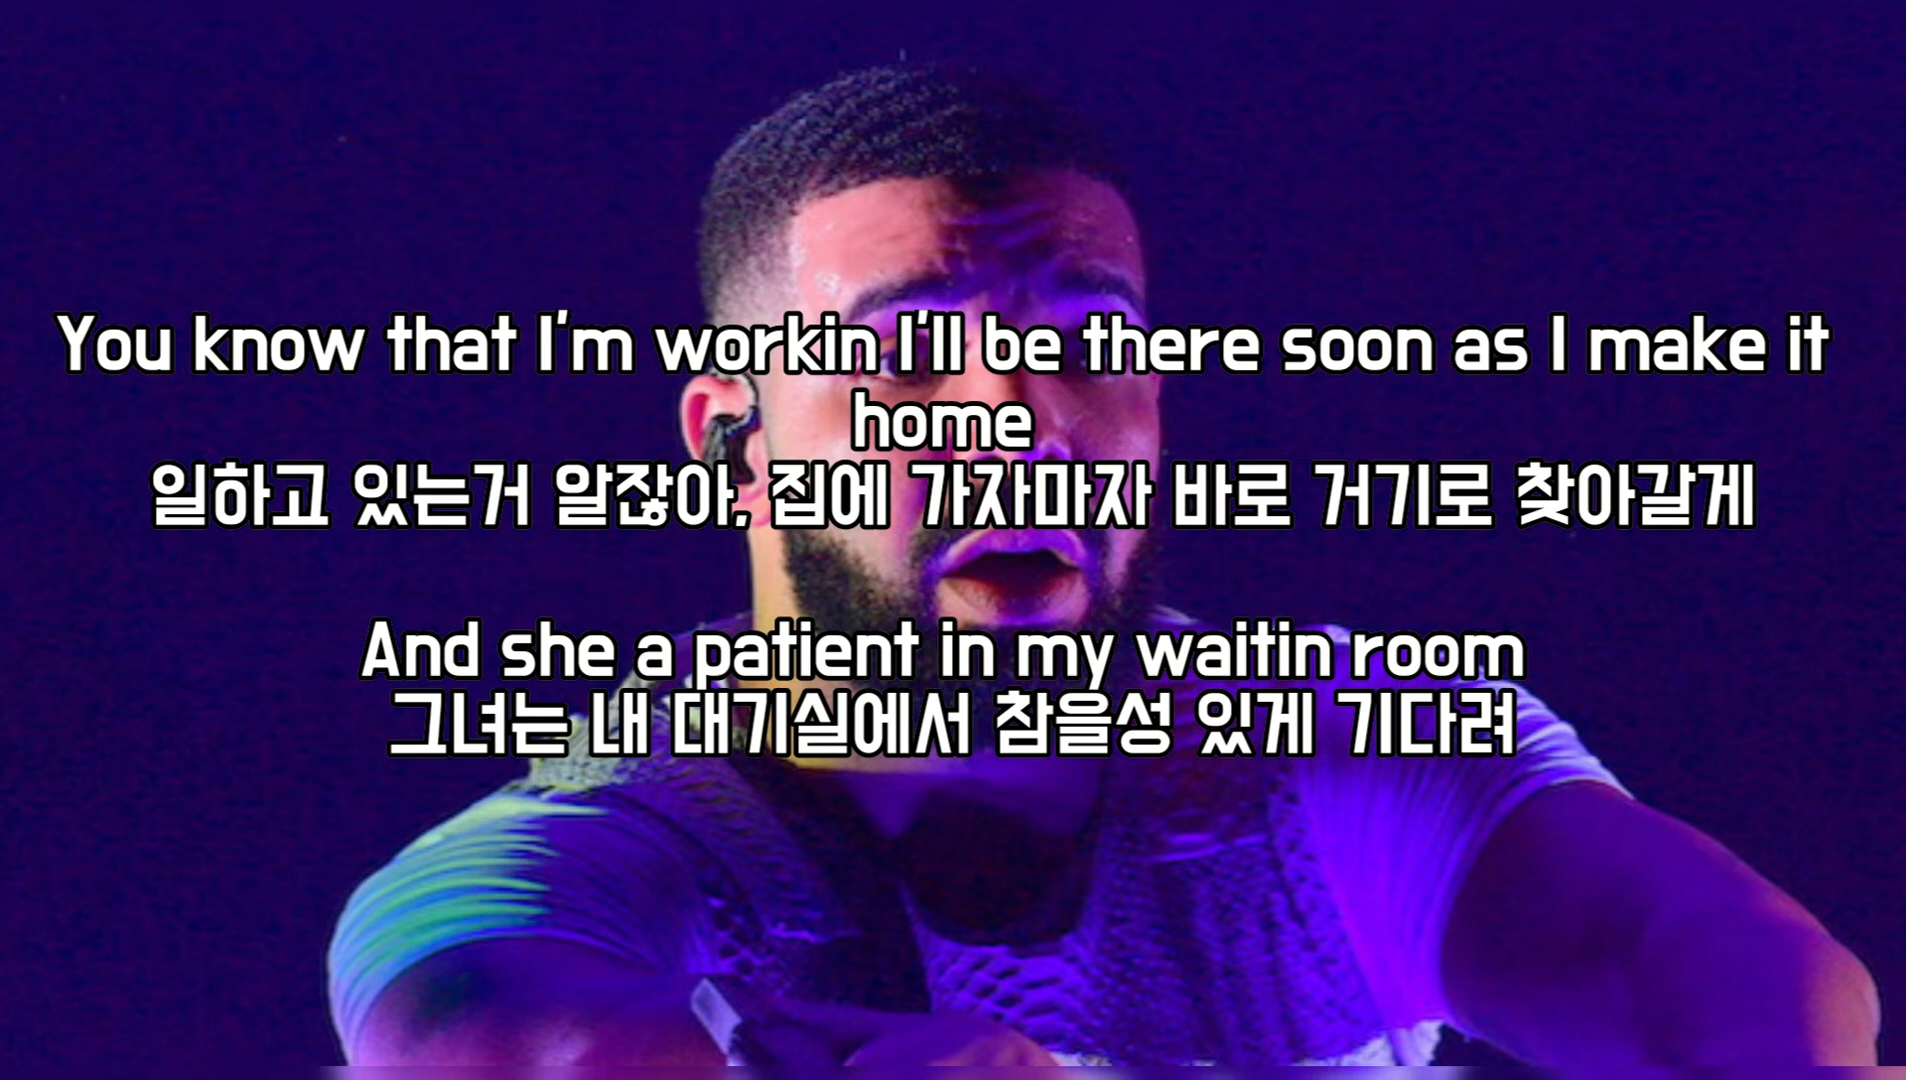 You know that I'm workin I'll be there soon as I make it
home
일하고 있는거 알잖아, 집에 가자마자 바로 거기로 찾아갈게
And she a patient in my waitin room
그녀는 내 대기실에서 참을성 있게 기다려